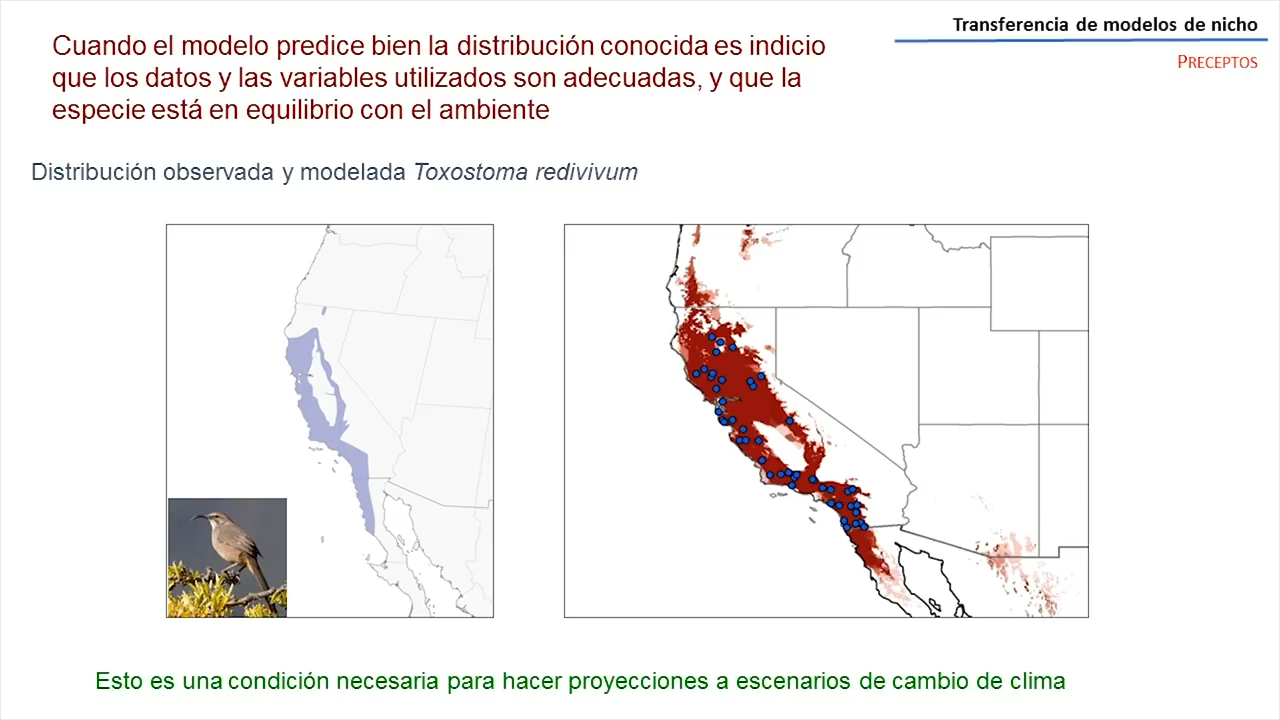 Transferencia de modelos de nicho
PRECEPTOS
Cuando el modelo predice bien la distribución conocida es indicio
que los datos y las variables utilizados son adecuadas, y que la
especie está en equilibrio con el ambiente
Distribución observada y modelada Toxostoma redivivum
Esto es una condición necesaria para hacer proyecciones a escenarios de cambio de clima